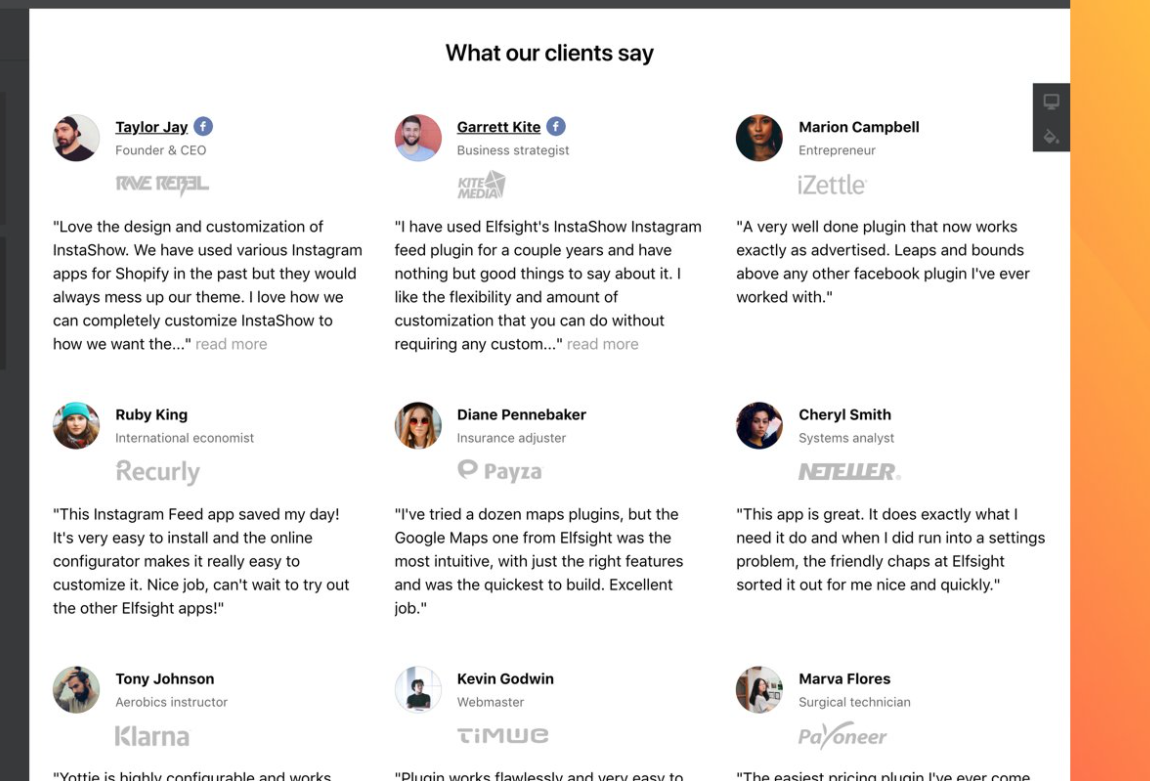 What our clients say
Taylor Jay
Founder & CEO
RAVE REBEL
"Love the design and customization of
InstaShow. We have used various Instagram
apps for Shopify in the past but they would
always mess up our theme. I love how we
can completely customize InstaShow to
how we want the..." read more
Garrett Kite
Business strategist
KITE
MEDIA
"I have used Elfsight's InstaShow Instagram
feed plugin for a couple years and have
nothing but good things to say about it. I
like the flexibility and amount of
customization that you can do without
requiring any custom..." read more
Marion Campbell
Entrepreneur
iZettle
"A very well done plugin that now works
exactly as advertised. Leaps and bounds
above any other facebook plugin I've ever
worked with."
Ruby King
International economist
Recurly
"This Instagram Feed app saved my day!
It's very easy to install and the online
configurator makes it really easy to
customize it. Nice job, can't wait to try out
the other Elfsight apps!"
Diane Pennebaker
Insurance adjuster
Payza
"I've tried a dozen maps plugins, but the
Google Maps one from Elfsight was the
most intuitive, with just the right features
and was the quickest to build. Excellent
job."
Cheryl Smith
Systems analyst
NETELLER®
"This app is great. It does exactly what I
need it do and when I did run into a settings
problem, the friendly chaps at Elfsight
sorted it out for me nice and quickly."
Tony Johnson
Aerobics instructor
Klarna
"Yottie is highly configurable and works
Kevin Godwin
Webmaster
TIMWE
"Plugin works flawlessly and very easy to
Marva Flores
Surgical technician
Payoneer
"The easiest pricing plugin I've ever come